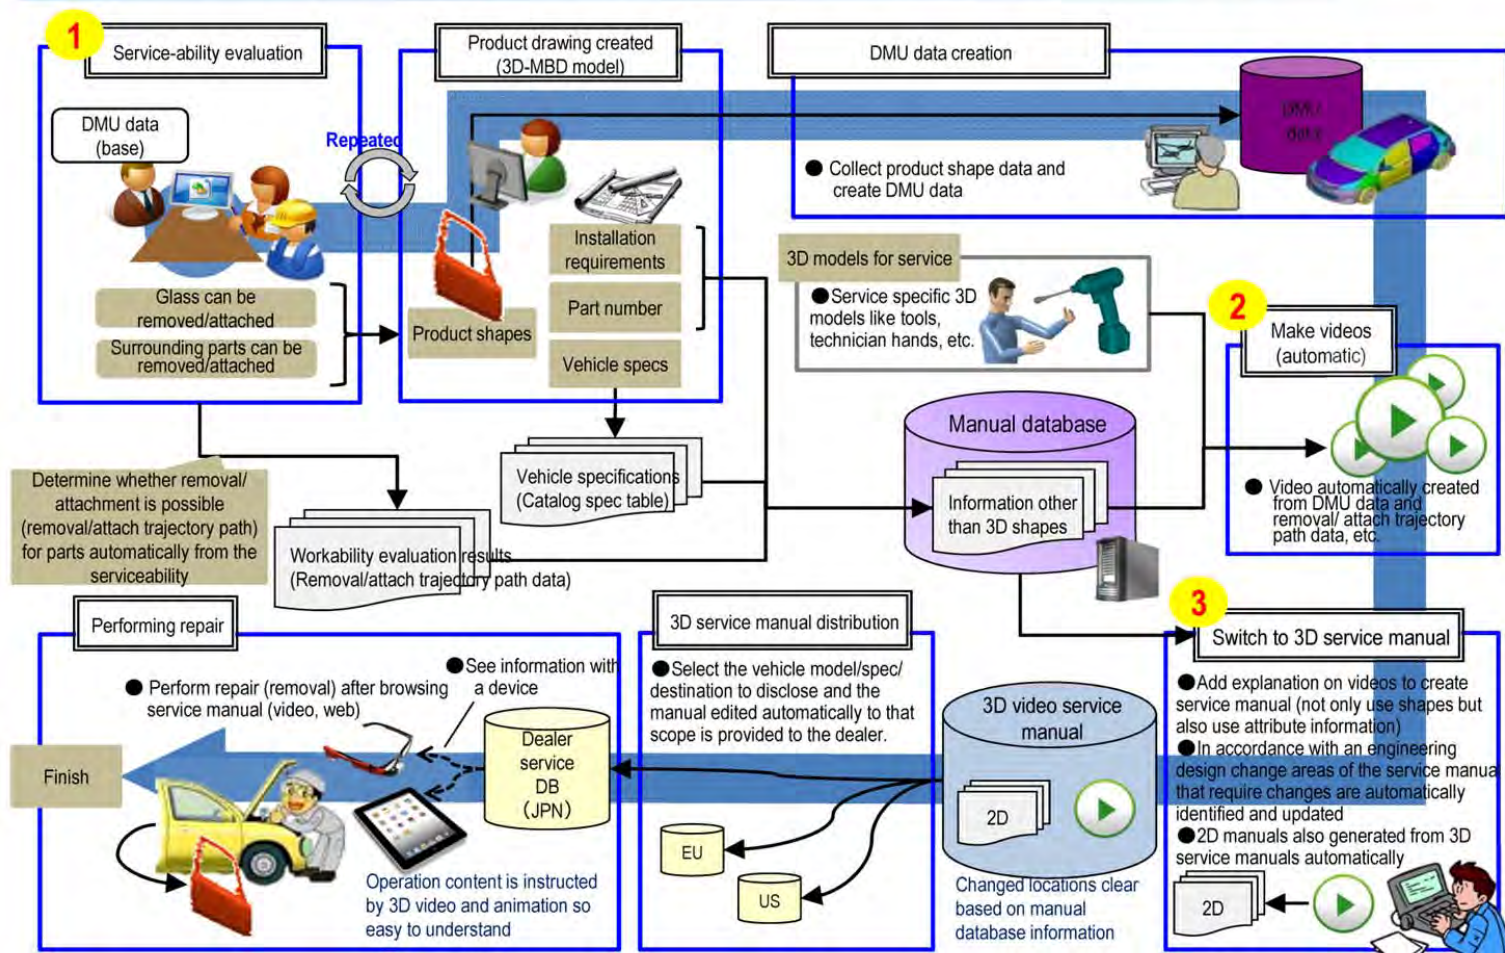 1
Service-ability evaluation
DMU data
(base)
Glass can be
removed/attached
Surrounding parts can be
removed/attached
Repeated
Product drawing created
(3D-MBD model)
Installation
requirements
Part number
Product shapes
Vehicle specs
DMU data creation
DMU
data
● Collect product shape data and
create DMU data
3D models for service
●Service specific 3D
models like tools,
technician hands, etc.
2
Make videos
(automatic)
● Video automatically created
from DMU data and
removal/ attach trajectory
path data, etc.
Determine whether removal/
attachment is possible
(removal/attach trajectory path)
for parts automatically from the
serviceability
Vehicle specifications
(Catalog spec table)
Workability evaluation results
(Removal/attach trajectory path data)
Manual database
Information other
than 3D shapes
3
Switch to 3D service manual
●Add explanation on videos to create
service manual (not only use shapes but
also use attribute information)
●In accordance with an engineering
design change areas of the service manual
that require changes are automatically
identified and updated
●2D manuals also generated from 3D
service manuals automatically
2D
3D video service
manual
2D
Changed locations clear
based on manual
database information
3D service manual distribution
●Select the vehicle model/spec/
destination to disclose and the
manual edited automatically to that
scope is provided to the dealer.
EU
US
Performing repair
● Perform repair (removal) after browsing
service manual (video, web)
●See information with
a device
Dealer
service
DB
(JPN)
Finish
Operation content is instructed
by 3D video and animation so
easy to understand